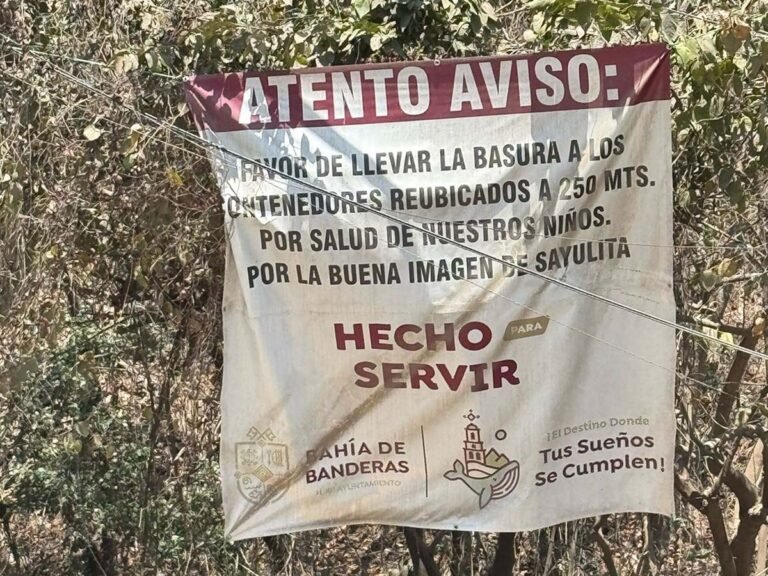 ATENTO AVISO:
FAVOR DE LLEVAR LA BASURA A LOS
CONTENEDORES REUBICADOS A 250 MTS.
POR SALUD DE NUESTROS NIÑOS.
POR LA BUENA IMAGEN DE SAYULITA
HECHO PARA
SERVIR
BAHÍA DE
BANDERAS
H. AYUNTAMIENTO
¡El Destino Donde
Tus Sueños
Se Cumplen!